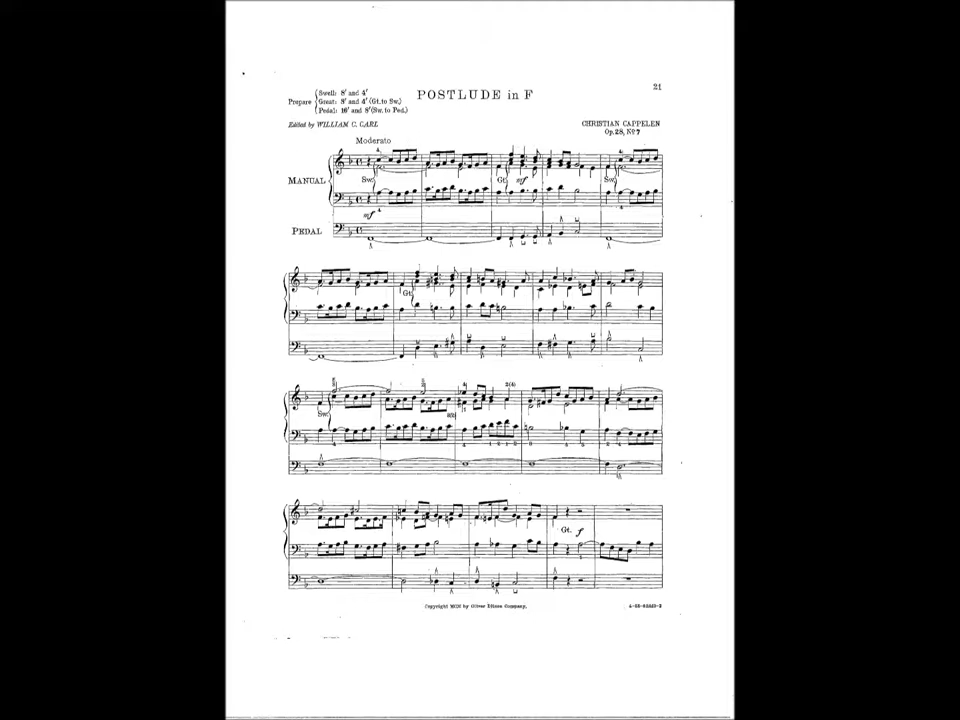 21
Swell: 8' and 4'
Prepare Great: 8' and 4' (Gt. to Sw.)
Pedal: 16' and 8' (Sw. to Ped.)
POSTLUDE in F
Edited by WILLIAM C. CARL
CHRISTIAN CAPPELEN
Op. 28, No 7
Moderato
MANUAL
Sw.
Gt.
mf
Sw.
mf
PEDAL
Gt.
Sw.
Gt. f
Copyright by Oliver Ditson Company.